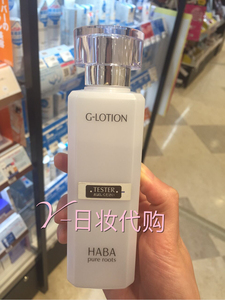 G-LOTION
TESTER
日妆代购
HABA
pure roots